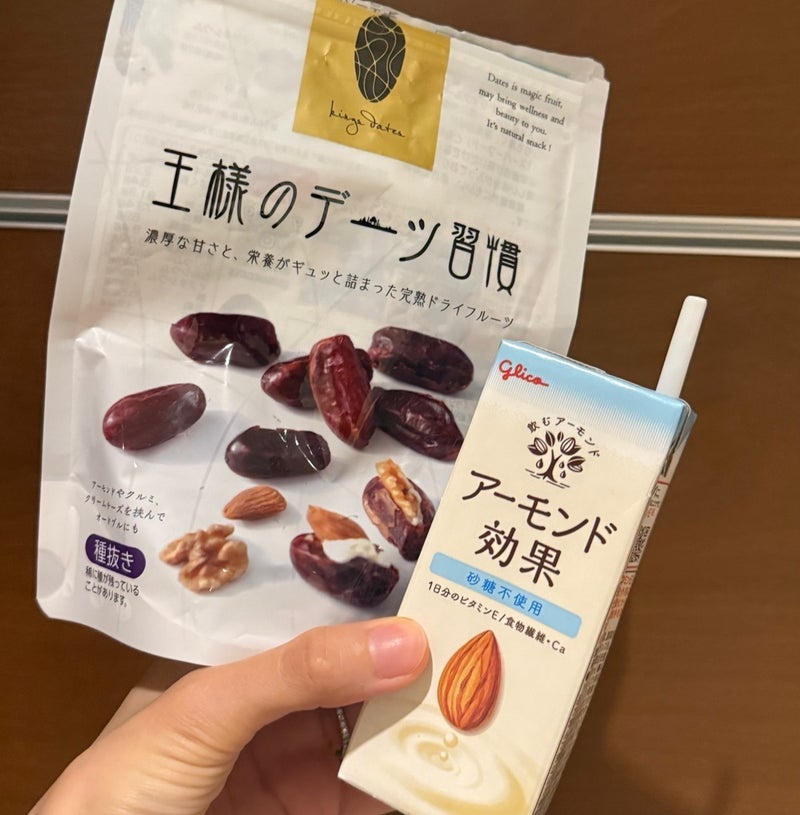 kings dates
Dates is magic fruit,
may bring wellness and
beauty to you.
It's natural snack !
王様のデーツ習慣
濃厚な甘さと、栄養がギュッと詰まった完熟ドライフルーツ
アーモンドやクルミ、
クリームチーズを挟んで
オードブルにも
種抜き
稀に種が残っている
ことがあります。
Glico
飲むアーモンド
アーモンド
効果
砂糖不使用
1日分のビタミンE/食物繊維・Ca